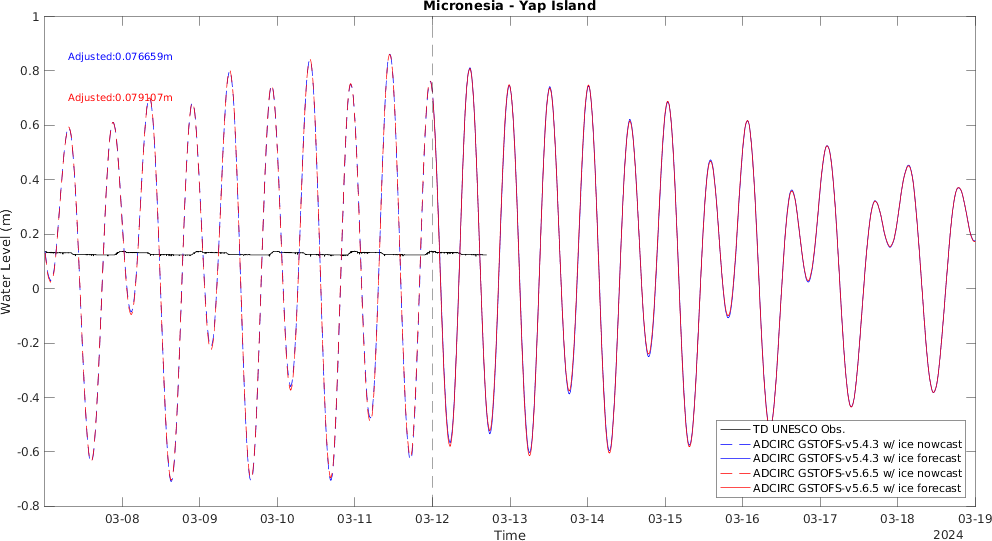 Micronesia - Yap Island
Water Level (m)
1
0.8
0.6
0.4
0.2
0
-0.2
-0.4
-0.6
-0.8
Adjusted:0.076659m
Adjusted:0.079107m
TD UNESCO Obs.
ADCIRC GSTOFS-v5.4.3 w/ ice nowcast
ADCIRC GSTOFS-v5.4.3 w/ ice forecast
ADCIRC GSTOFS-v5.6.5 w/ ice nowcast
ADCIRC GSTOFS-v5.6.5 w/ ice forecast
03-08 03-09 03-10 03-11 03-12 03-13 03-14 03-15 03-16 03-17 03-18 03-19
Time
2024